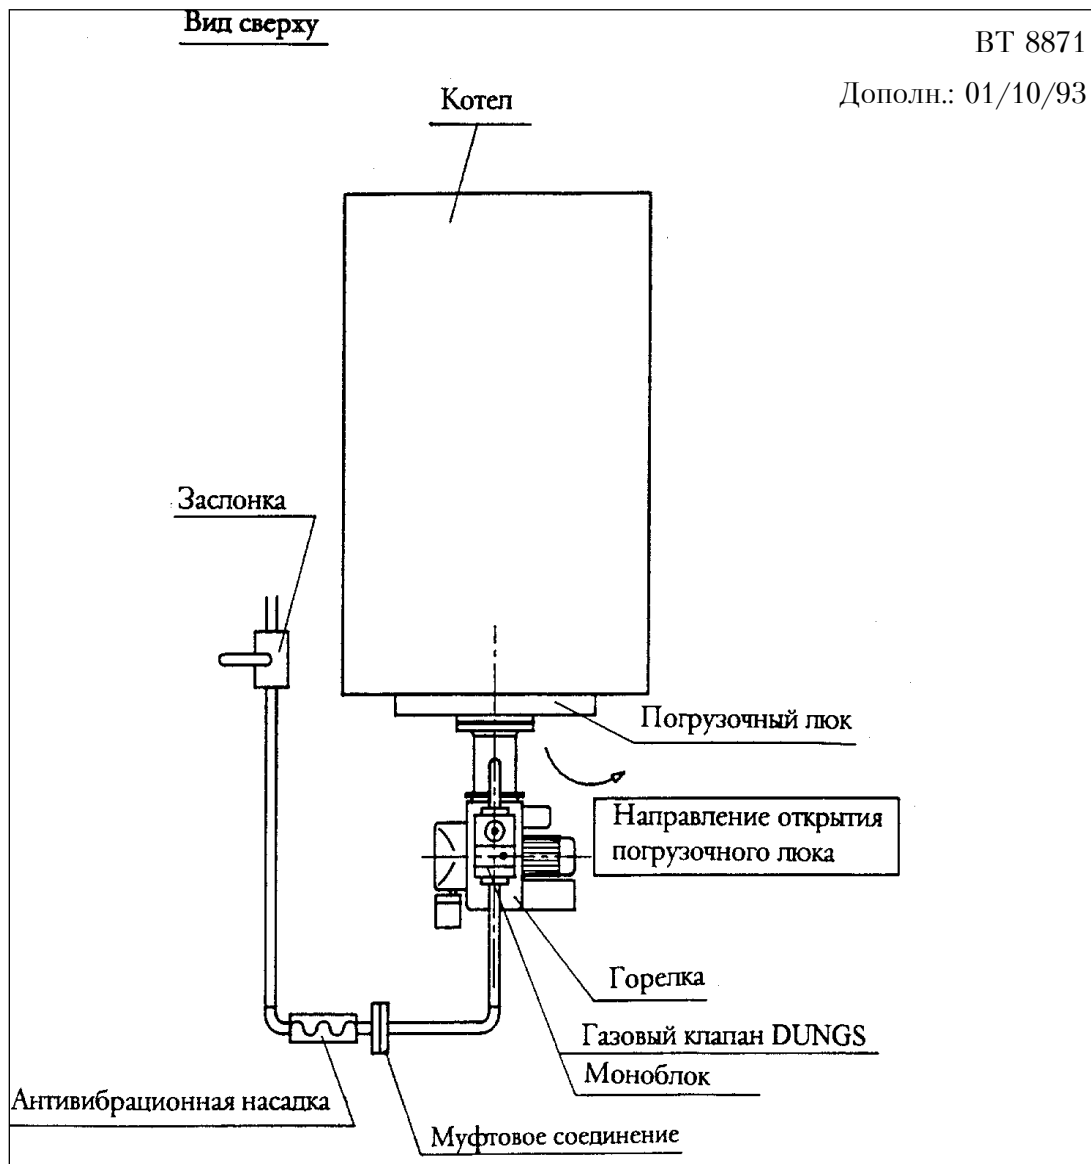 Вид сверху
BT 8871
Дополн.: 01/10/93
Котел
Заслонка
Погрузочный люк
Направление открытия
погрузочного люка
Горелка
Газовый клапан DUNGS
Моноблок
Антивибрационная насадка
Муфтовое соединение